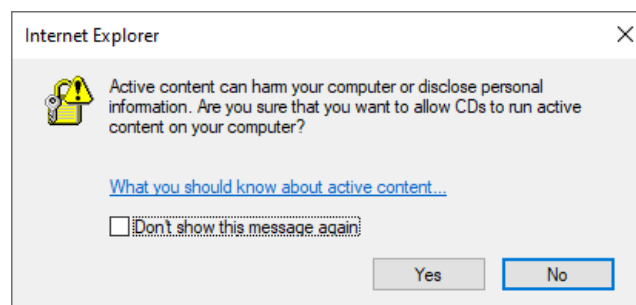 Internet Explorer
Active content can harm your computer or disclose personal
information. Are you sure that you want to allow CDs to run active
content on your computer?
What you should know about active content...
Don't show this message again
Yes No